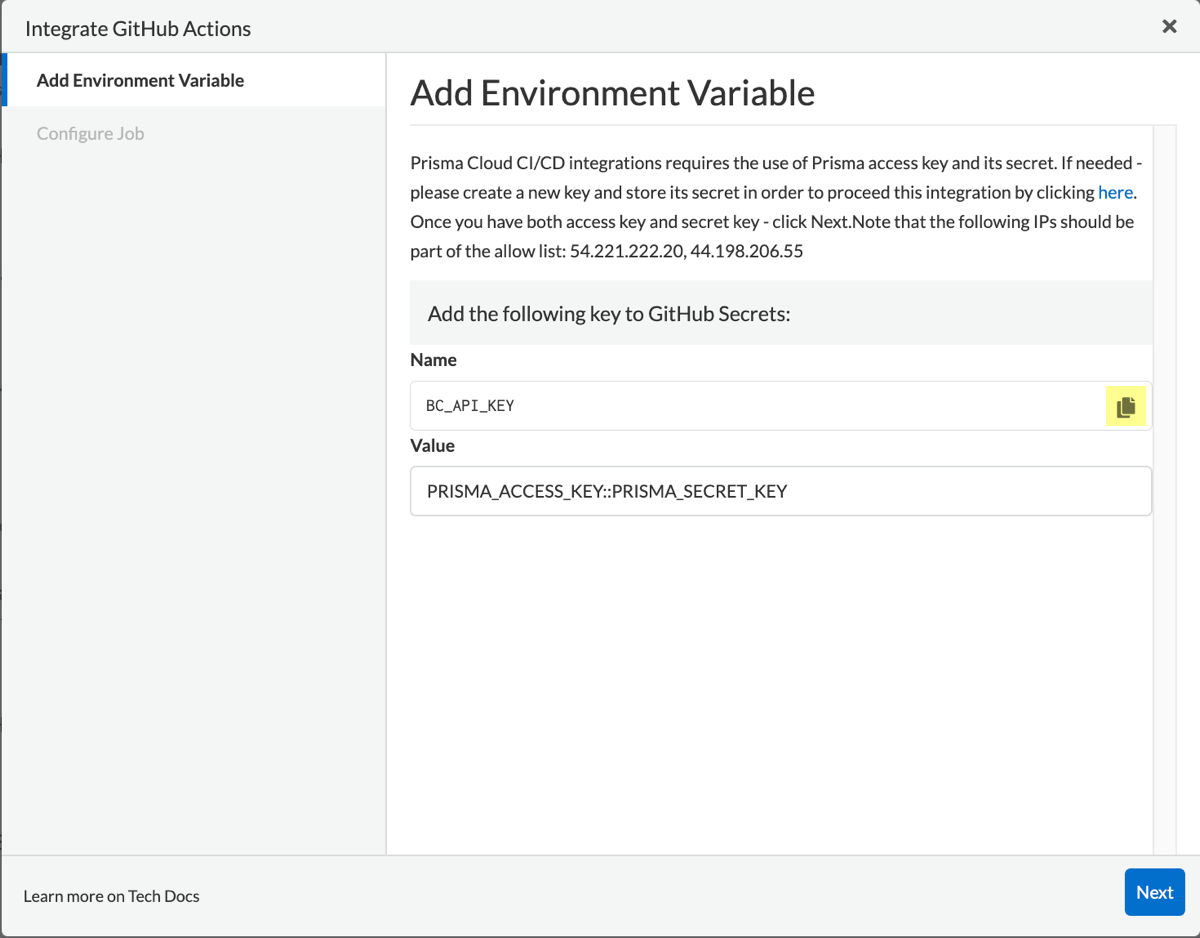 Integrate GitHub Actions
Add Environment Variable
Configure Job
Add Environment Variable
Prisma Cloud CI/CD integrations requires the use of Prisma access key and its secret. If needed -
please create a new key and store its secret in order to proceed this integration by clicking here.
Once you have both access key and secret key - click Next.Note that the following IPs should be
part of the allow list: 54.221.222.20, 44.198.206.55
Add the following key to GitHub Secrets:
Name
BC_API_KEY
Value
PRISMA_ACCESS_KEY::PRISMA_SECRET_KEY
Learn more on Tech Docs
Next